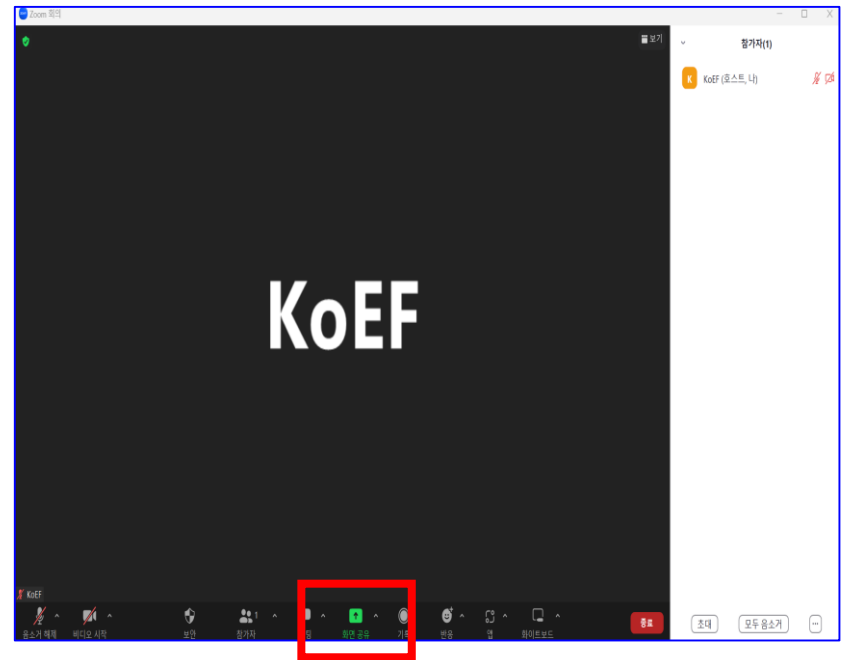 Zoom 회의
보기
참가자(1)
K
KoEF (호스트, 나)
KoEF
KoEF
1
음소거 해제
비디오 시작
보안
참가자
화면 공유
반응
앱
화이트보드
종료
초대
모두 음소거